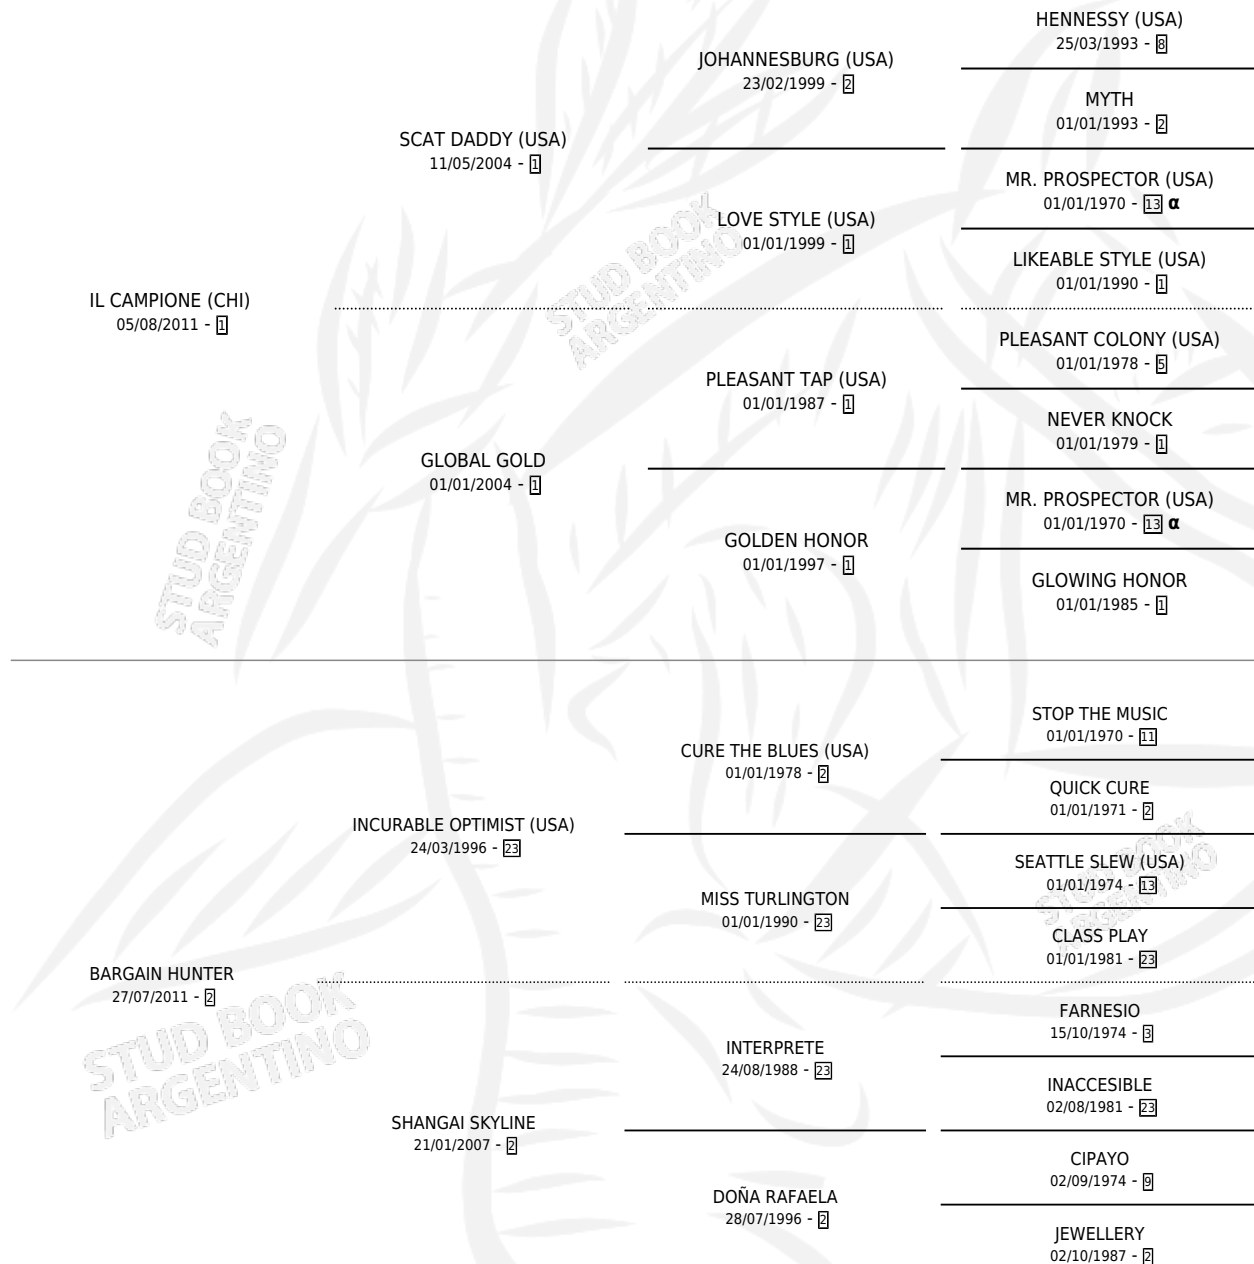 HENNESSY (USA)
25/03/1993 - 8
JOHANNESBURG (USA)
23/02/1999 - 2
MYTH
01/01/1993 - 2
SCAT DADDY (USA)
11/05/2004 - 1
MR. PROSPECTOR (USA)
01/01/1970 - 13 α
LOVE STYLE (USA)
01/01/1999 - 1
LIKEABLE STYLE (USA)
01/01/1990 - 1
IL CAMPIONE (CHI)
05/08/2011 - 1
PLEASANT COLONY (USA)
01/01/1978 - 5
PLEASANT TAP (USA)
01/01/1987 - 1
NEVER KNOCK
01/01/1979 - 1
GLOBAL GOLD
01/01/2004 - 1
MR. PROSPECTOR (USA)
01/01/1970 - 13 α
GOLDEN HONOR
01/01/1997 - 1
GLOWING HONOR
01/01/1985 - 1
STOP THE MUSIC
01/01/1970 - 11
CURE THE BLUES (USA)
01/01/1978 - 2
QUICK CURE
01/01/1971 - 2
INCURABLE OPTIMIST (USA)
24/03/1996 - 23
SEATTLE SLEW (USA)
01/01/1974 - 13
MISS TURLINGTON
01/01/1990 - 23
CLASS PLAY
01/01/1981 - 23
BARGAIN HUNTER
27/07/2011 - 2
FARNESIO
15/10/1974 - 3
INTERPRETE
24/08/1988 - 23
INACCESIBLE
02/08/1981 - 23
SHANGAI SKYLINE
21/01/2007 - 2
CIPAYO
02/09/1974 - 9
DOÑA RAFAELA
28/07/1996 - 2
JEWELLERY
02/10/1987 - 2
STUD BOOK
ARGENTINO
STUD BOOK
ARGENTINO
STUD BOOK
ARGENTINO
STUD BOOK
ARGENTINO